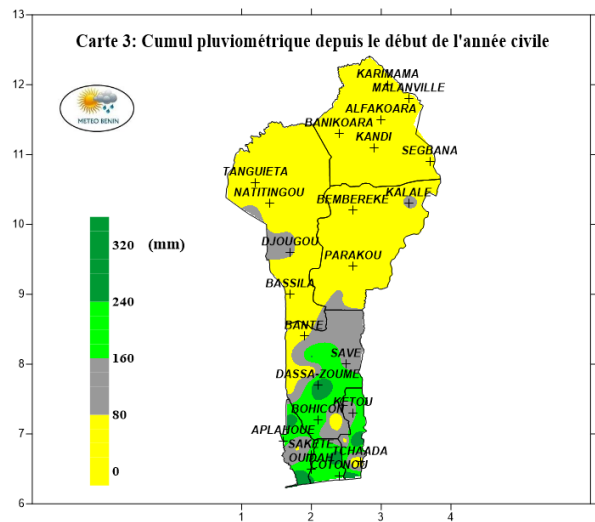 Carte 3: Cumul pluviométrique depuis le début de l'année civile
METEO BENIN
13
12
11
10
9
8
7
6
1
2
3
4
320 (mm)
240
160
80
0
KARIMAMA
MALANVILLE
ALFAKOARA
BANIKOARA
KANDI
SEGBANA
TANGUIETA
NATITINGOU
BEMBEREKE
KALALE
DJOUGOU
PARAKOU
BASSILA
BANTE
SAVE
DASSA-ZOUME
KETOU
BOHICON
APLAHOUE
SAKETE
TCHAADA
OUIDAH
COTONOU